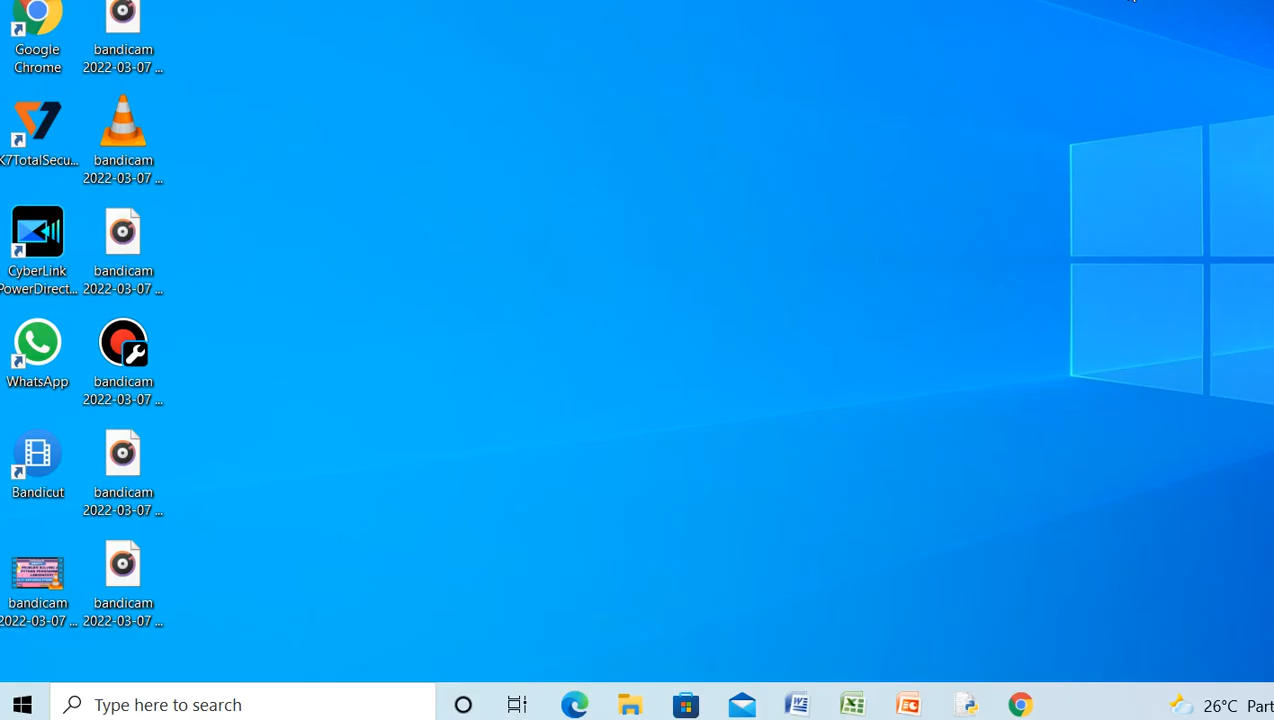 Google
Chrome
bandicam
2022-03-07 ...
K7TotalSecu...
bandicam
2022-03-07 ...
CyberLink
PowerDirect...
bandicam
2022-03-07 ...
WhatsApp
bandicam
2022-03-07 ...
Bandicut
bandicam
2022-03-07 ...
bandicam
2022-03-07 ...
bandicam
2022-03-07 ...
Type here to search
26°C Part